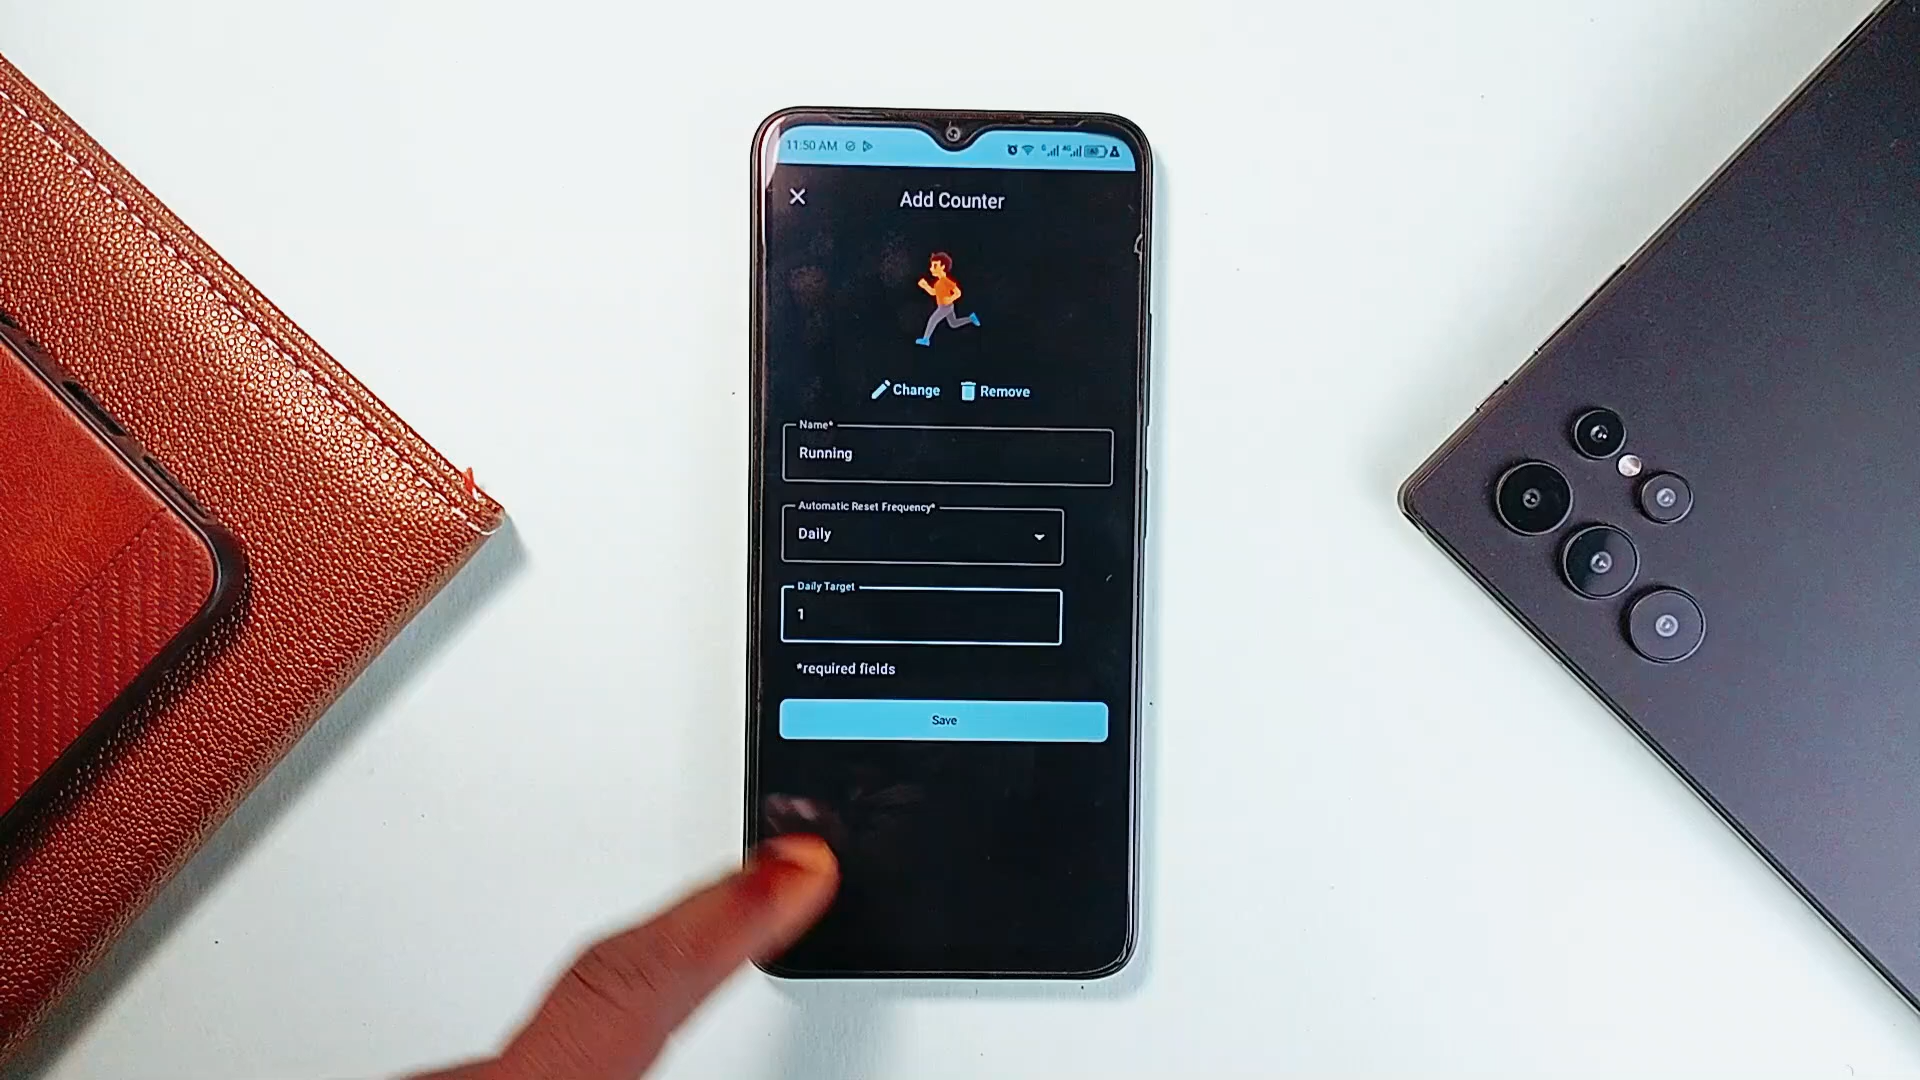 11:50 AM
Add Counter
Change Remove
Name*
Running
Automatic Reset Frequency*
Daily
Daily Target
1
*required fields
Save